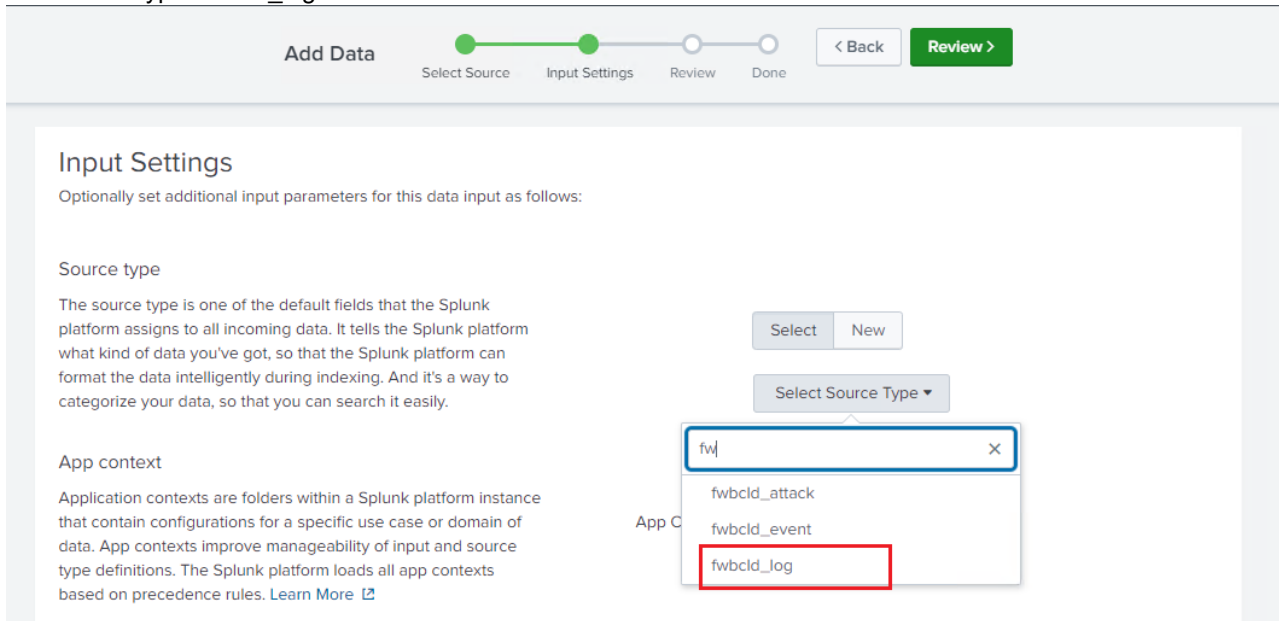 Add Data
Select Source
Input Settings
Review
Done
< Back
Review >
Input Settings
Optionally set additional input parameters for this data input as follows:
Source type
The source type is one of the default fields that the Splunk
platform assigns to all incoming data. It tells the Splunk platform
what kind of data you've got, so that the Splunk platform can
format the data intelligently during indexing. And it's a way to
categorize your data, so that you can search it easily.
Select
New
Select Source Type
fw
fwbcld_attack
fwbcld_event
fwbcld_log
App context
Application contexts are folders within a Splunk platform instance
that contain configurations for a specific use case or domain of
data. App contexts improve manageability of input and source
type definitions. The Splunk platform loads all app contexts
based on precedence rules. Learn More
App C